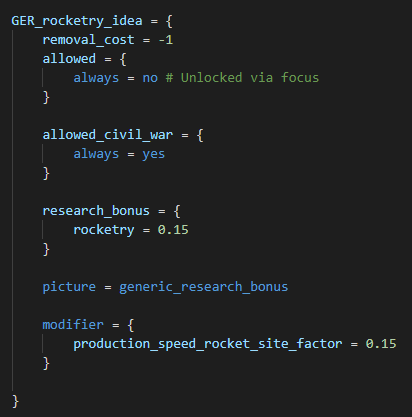 GER_rocketry_idea = {
removal_cost = -1
allowed = {
always = no # Unlocked via focus
}
allowed_civil_war = {
always = yes
}
research_bonus = {
rocketry = 0.15
}
picture = generic_research_bonus
modifier = {
production_speed_rocket_site_factor = 0.15
}
}